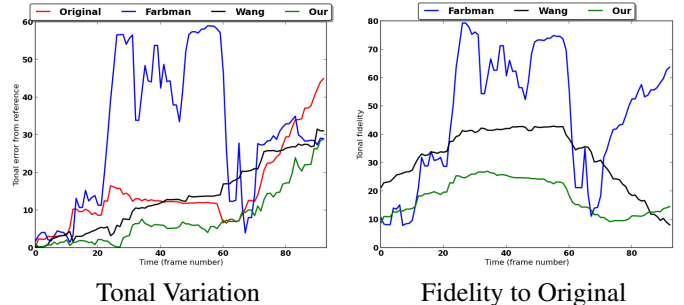 Original Farbman Wang Our
60
50
40
30
20
10
0
0 20 40 60 80
Tonal error from reference
Time (frame number)
Tonal Variation
Farbman Wang Our
80
70
60
50
40
30
20
10
0
0 20 40 60 80
Tonal fidelity
Time (frame number)
Fidelity to Original